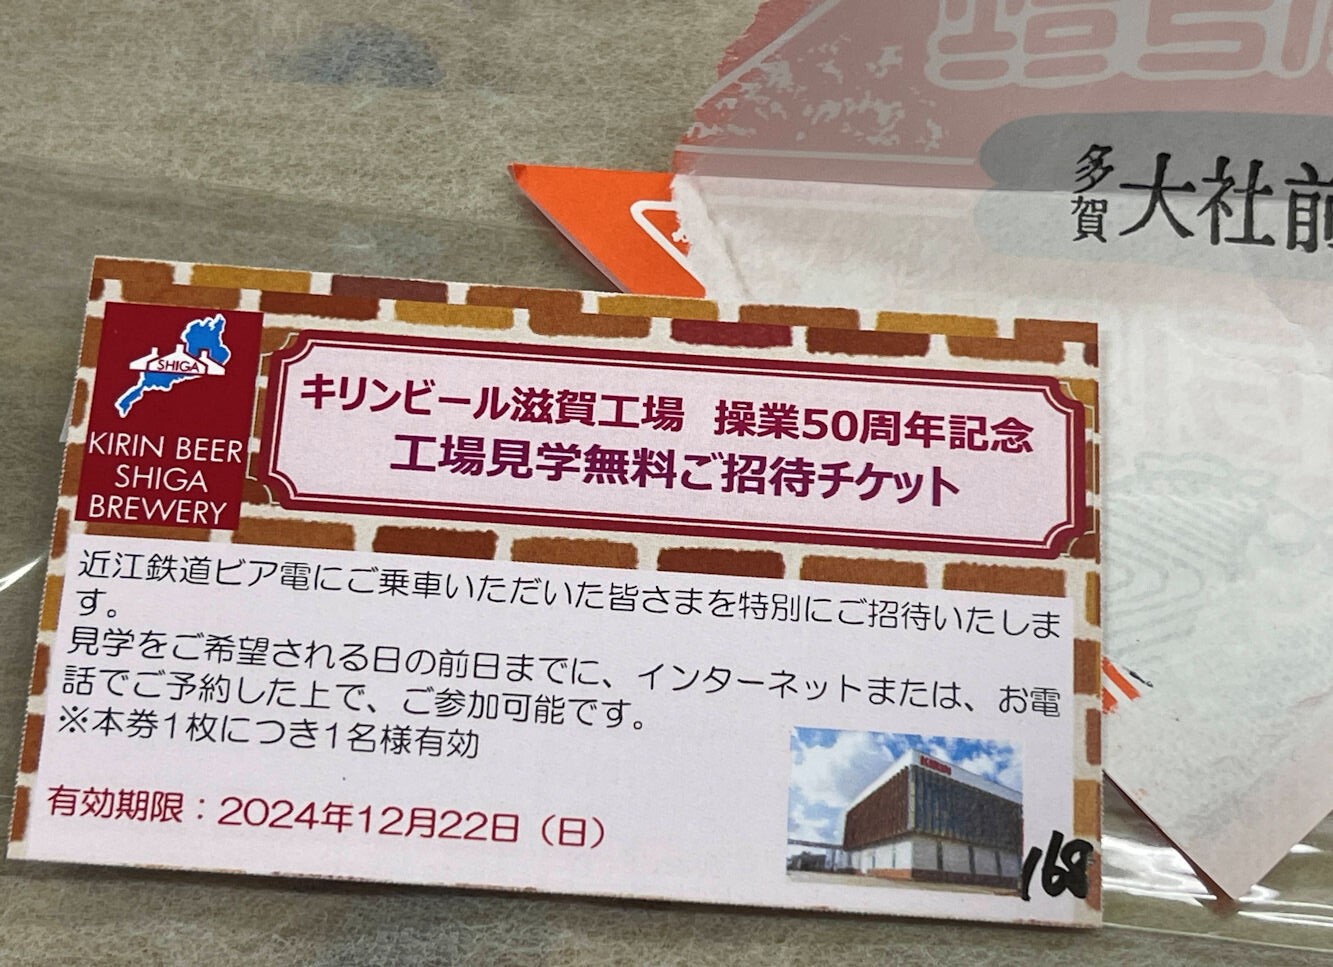 多賀大社前
SHIGA
KIRIN BEER
SHIGA
BREWERY
キリンビール滋賀工場 操業50周年記念
工場見学無料ご招待チケット
近江鉄道ビア電にご乗車いただいた皆さまを特別にご招待いたしま
す。
見学をご希望される日の前日までに、インターネットまたは、お電
話でご予約した上で、ご参加可能です。
※本券1枚につき1名様有効
有効期限：2024年12月22日（日）
KIRIN
168